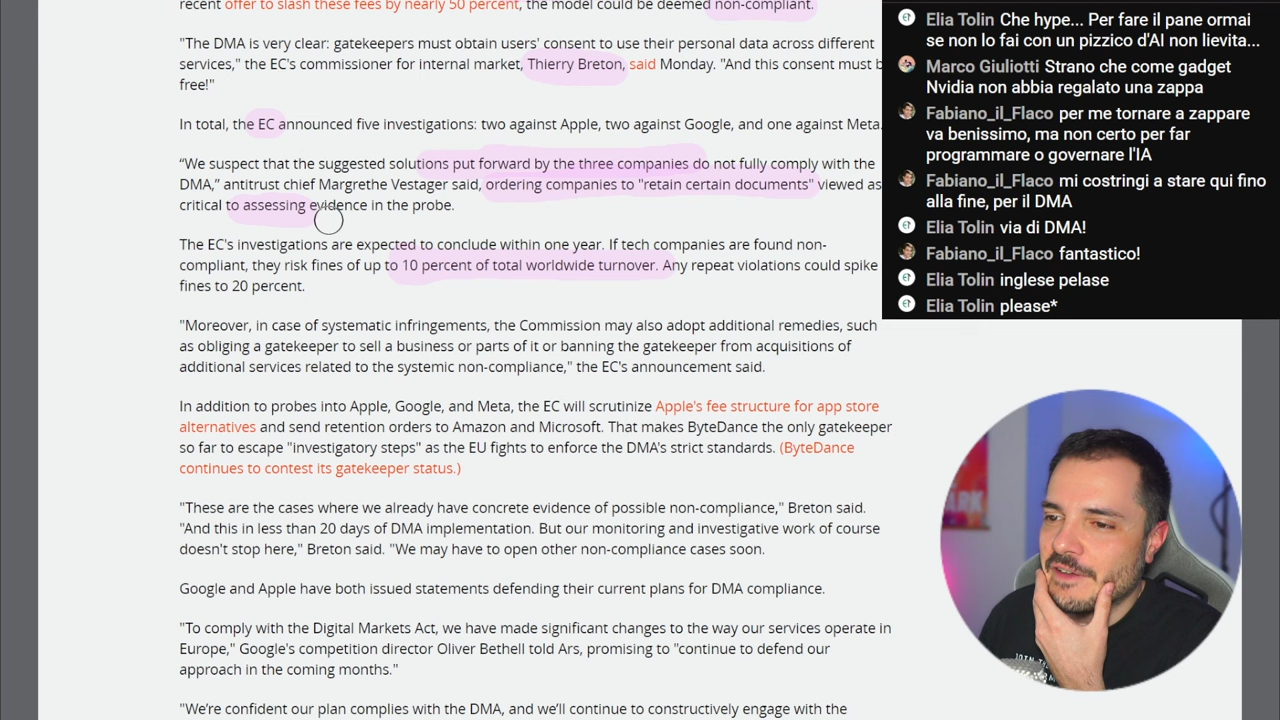 recent offer to slash these fees by nearly 50 percent, the model could be deemed non-compliant.
"The DMA is very clear: gatekeepers must obtain users' consent to use their personal data across different
services," the EC's commissioner for internal market, Thierry Breton, said Monday. "And this consent must b
free!"
In total, the EC announced five investigations: two against Apple, two against Google, and one against Meta.
“We suspect that the suggested solutions put forward by the three companies do not fully comply with the
DMA,” antitrust chief Margrethe Vestager said, ordering companies to "retain certain documents" viewed as
critical to assessing evidence in the probe.
The EC's investigations are expected to conclude within one year. If tech companies are found non-
compliant, they risk fines of up to 10 percent of total worldwide turnover. Any repeat violations could spike
fines to 20 percent.
"Moreover, in case of systematic infringements, the Commission may also adopt additional remedies, such
as obliging a gatekeeper to sell a business or parts of it or banning the gatekeeper from acquisitions of
additional services related to the systemic non-compliance," the EC's announcement said.
In addition to probes into Apple, Google, and Meta, the EC will scrutinize Apple's fee structure for app store
alternatives and send retention orders to Amazon and Microsoft. That makes ByteDance the only gatekeeper
so far to escape "investigatory steps" as the EU fights to enforce the DMA's strict standards. (ByteDance
continues to contest its gatekeeper status.)
"These are the cases where we already have concrete evidence of possible non-compliance," Breton said.
"And this in less than 20 days of DMA implementation. But our monitoring and investigative work of course
doesn't stop here," Breton said. "We may have to open other non-compliance cases soon.
Google and Apple have both issued statements defending their current plans for DMA compliance.
"To comply with the Digital Markets Act, we have made significant changes to the way our services operate in
Europe," Google's competition director Oliver Bethell told Ars, promising to "continue to defend our
approach in the coming months."
"We’re confident our plan complies with the DMA, and we’ll continue to constructively engage with the
Elia Tolin Che hype... Per fare il pane ormai
se non lo fai con un pizzico d'AI non lievita...
Marco Giuliotti Strano che come gadget
Nvidia non abbia regalato una zappa
Fabiano_il_Flaco per me tornare a zappare
va benissimo, ma non certo per far
programmare o governare l'IA
Fabiano_il_Flaco mi costringi a stare qui fino
alla fine, per il DMA
Elia Tolin via di DMA!
Fabiano_il_Flaco fantastico!
Elia Tolin inglese pelase
Elia Tolin please*